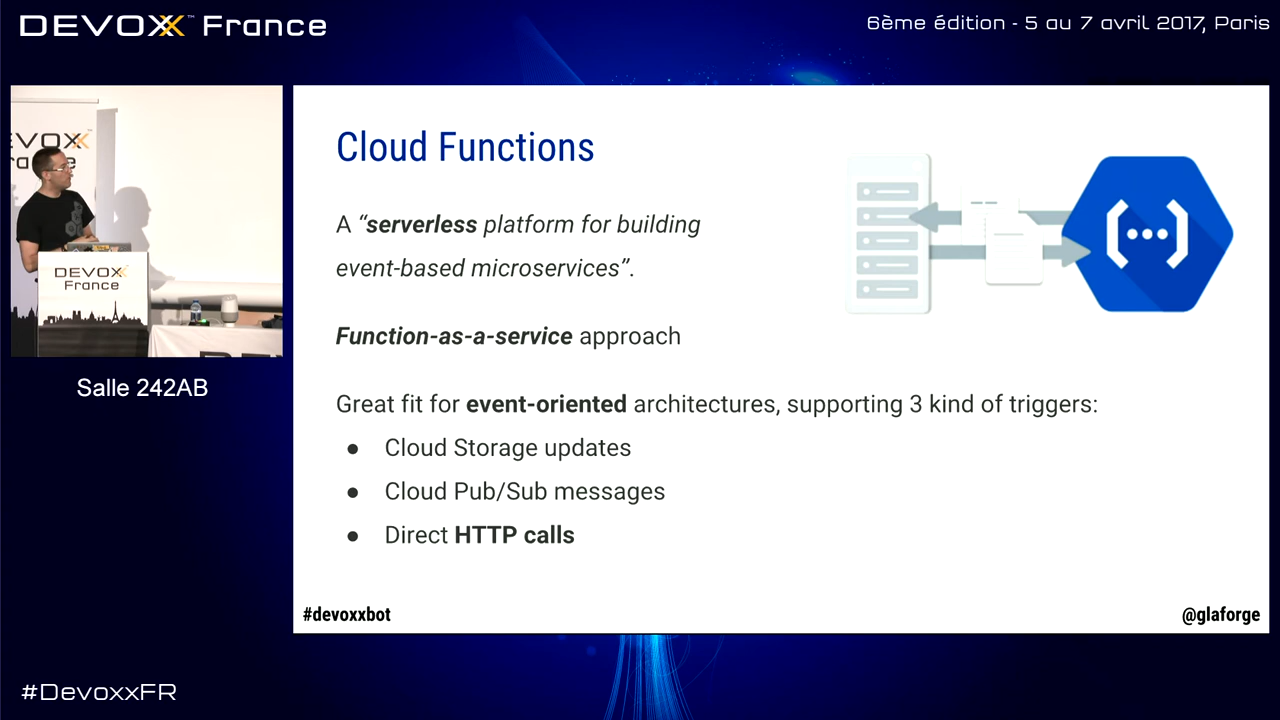 DEVOXX™ France
6ème édition - 5 au 7 avril 2017, Paris
DEVOXX
France
Salle 242AB
Cloud Functions
A “serverless platform for building
event-based microservices”.
Function-as-a-service approach
Great fit for event-oriented architectures, supporting 3 kind of triggers:
● Cloud Storage updates
● Cloud Pub/Sub messages
● Direct HTTP calls
#devoxxbot
@glaforge
#DevoxxFR